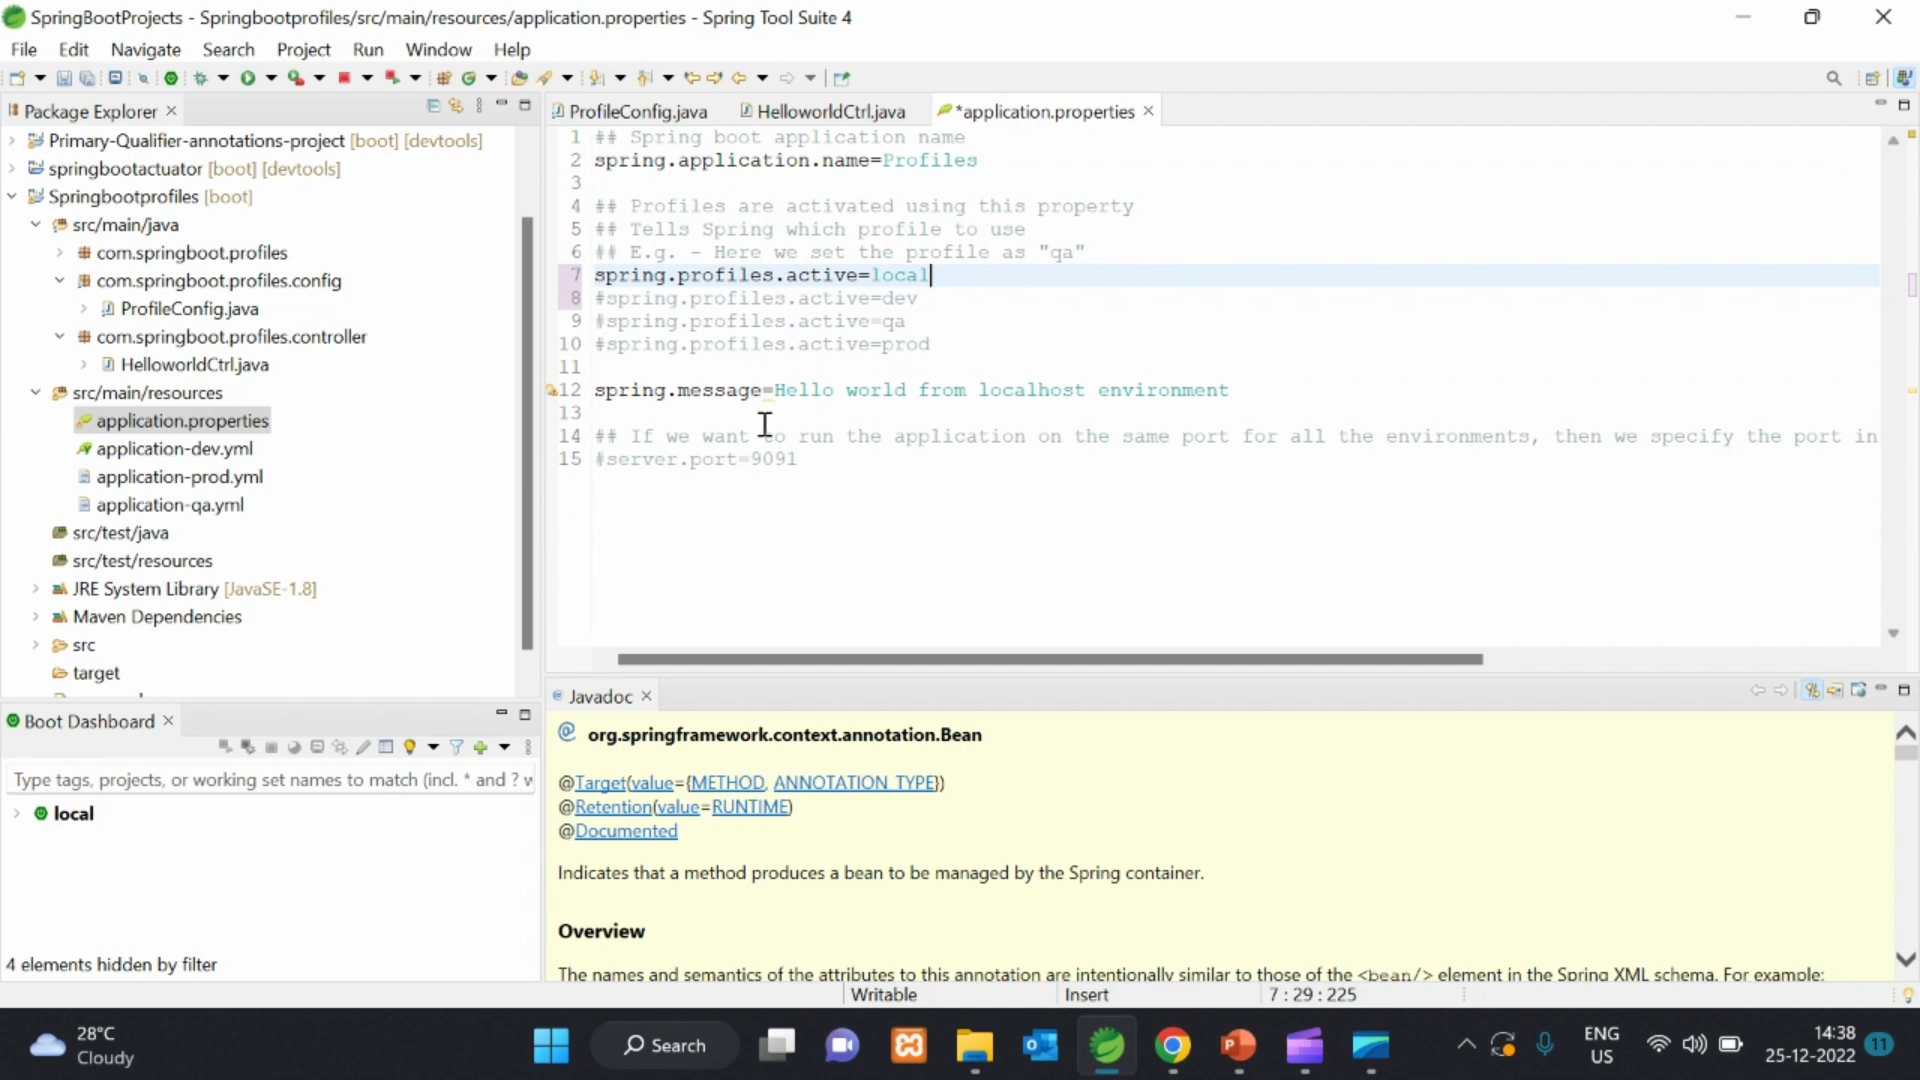 SpringBootProjects - Springbootprofiles/src/main/resources/application.properties - Spring Tool Suite 4
File Edit Navigate Search Project Run Window Help
Package Explorer
Primary-Qualifier-annotations-project [boot] [devtools]
springbootactuator [boot] [devtools]
Springbootprofiles [boot]
src/main/java
com.springboot.profiles
com.springboot.profiles.config
ProfileConfig.java
com.springboot.profiles.controller
HelloworldCtrl.java
src/main/resources
application.properties
application-dev.yml
application-prod.yml
application-qa.yml
src/test/java
src/test/resources
JRE System Library [JavaSE-1.8]
Maven Dependencies
src
target
ProfileConfig.java HelloworldCtrl.java *application.properties
1 ## Spring boot application name
2 spring.application.name=Profiles
3
4 ## Profiles are activated using this property
5 ## Tells Spring which profile to use
6 ## E.g. - Here we set the profile as "qa"
7 spring.profiles.active=local
8 #spring.profiles.active=dev
9 #spring.profiles.active=qa
10 #spring.profiles.active=prod
11
12 spring.message=Hello world from localhost environment
13
14 ## If we want to run the application on the same port for all the environments, then we specify the port in
15 #server.port=9091
Boot Dashboard
Type tags, projects, or working set names to match (incl. * and ? w
local
4 elements hidden by filter
Javadoc
org.springframework.context.annotation.Bean
@Target(value={METHOD, ANNOTATION_TYPE})
@Retention(value=RUNTIME)
@Documented
Indicates that a method produces a bean to be managed by the Spring container.
Overview
The names and semantics of the attributes to this annotation are intentionally similar to those of the <bean/> element in the Spring XML schema. For example:
Writable Insert 7 : 29 : 225
28°C
Cloudy
Search
ENG
US
14:38
25-12-2022
11